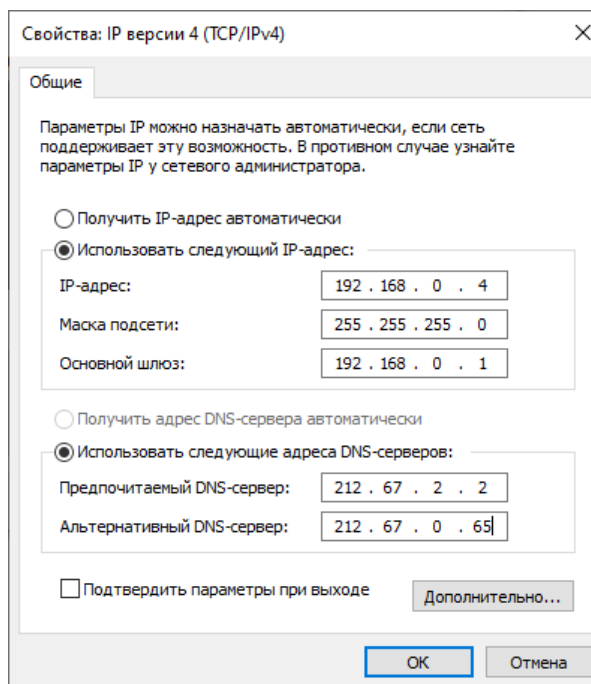 Свойства: IP версии 4 (TCP/IPv4)
Общие
Параметры IP можно назначать автоматически, если сеть
поддерживает эту возможность. В противном случае узнайте
параметры IP у сетевого администратора.
Получить IP-адрес автоматически
Использовать следующий IP-адрес:
IP-адрес: 192 . 168 . 0 . 4
Маска подсети: 255 . 255 . 255 . 0
Основной шлюз: 192 . 168 . 0 . 1
Получить адрес DNS-сервера автоматически
Использовать следующие адреса DNS-серверов:
Предпочитаемый DNS-сервер: 212 . 67 . 2 . 2
Альтернативный DNS-сервер: 212 . 67 . 0 . 65
Подтвердить параметры при выходе Дополнительно...
ОК Отмена